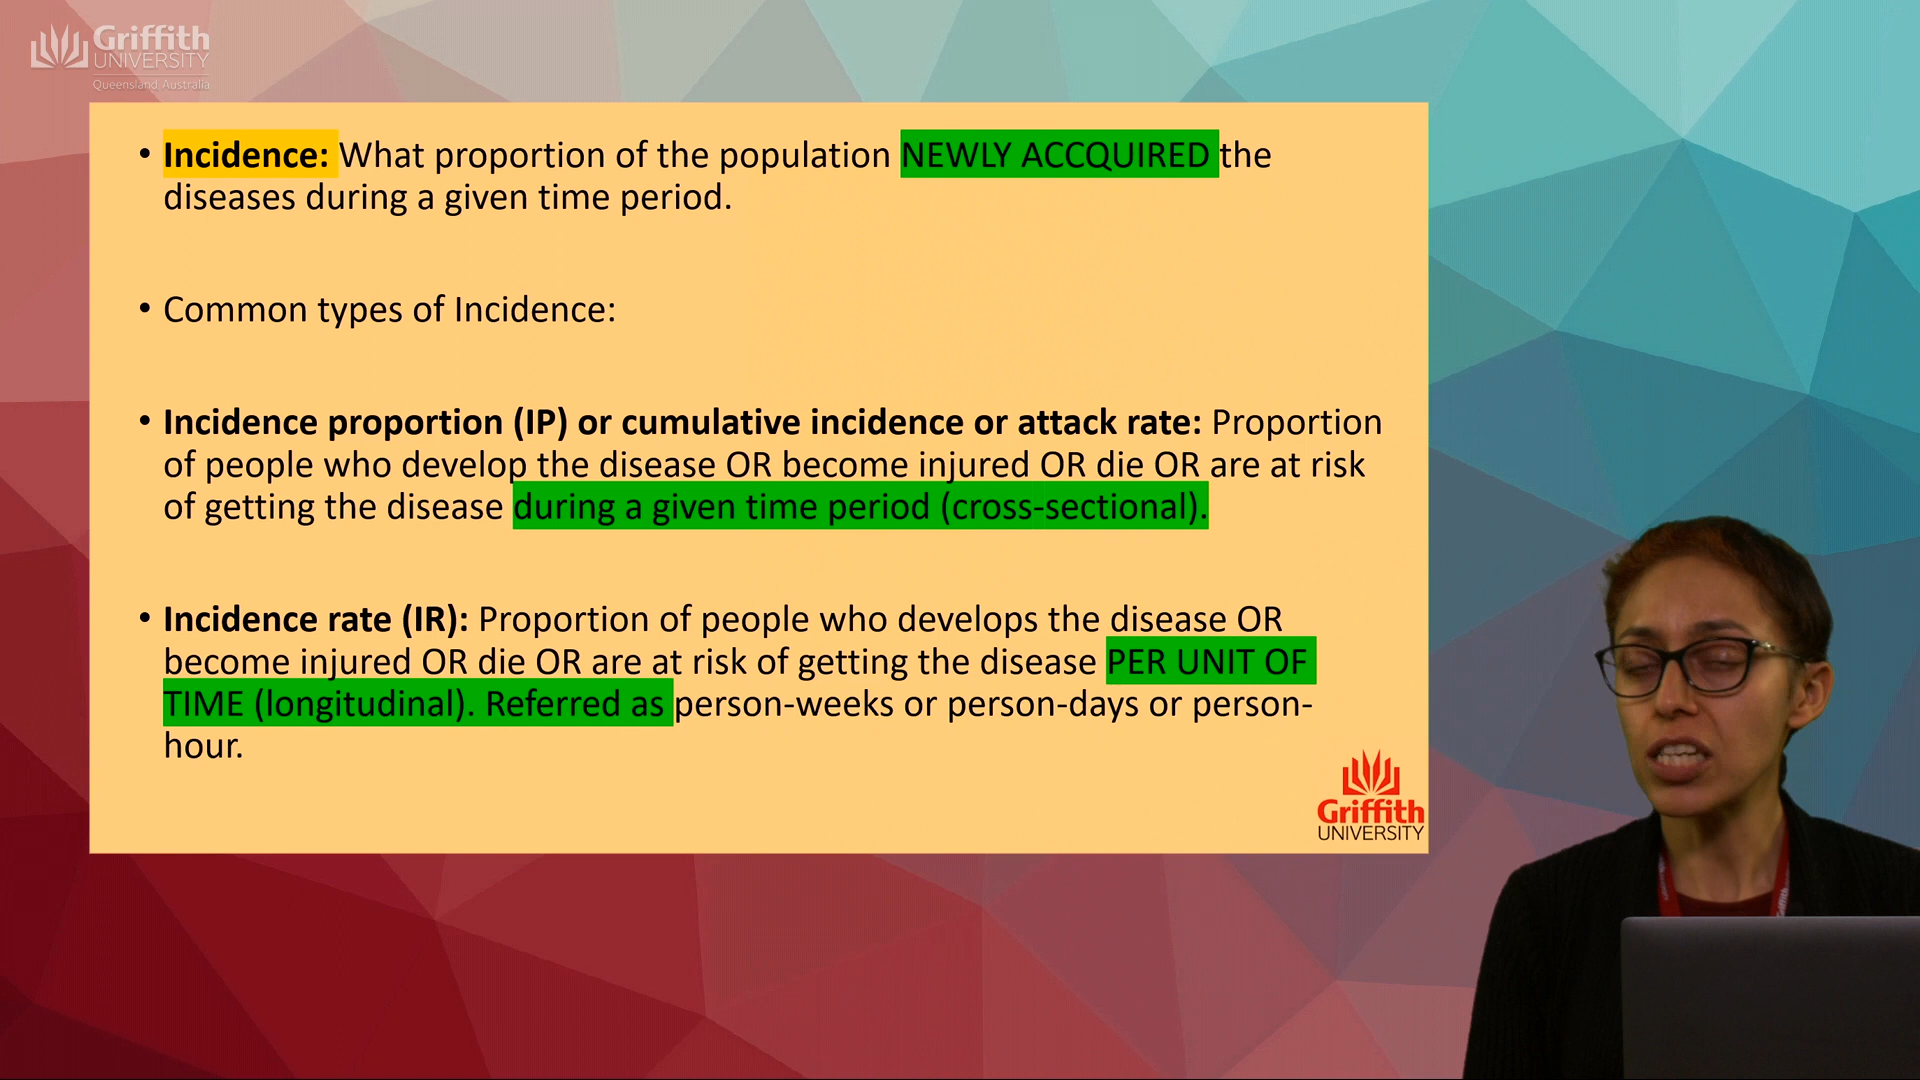 Griffith
UNIVERSITY
Queensland Australia
• Incidence: What proportion of the population NEWLY ACCQUIRED the
diseases during a given time period.
• Common types of Incidence:
• Incidence proportion (IP) or cumulative incidence or attack rate: Proportion
of people who develop the disease OR become injured OR die OR are at risk
of getting the disease during a given time period (cross-sectional).
• Incidence rate (IR): Proportion of people who develops the disease OR
become injured OR die OR are at risk of getting the disease PER UNIT OF
TIME (longitudinal). Referred as person-weeks or person-days or person-
hour.
Griffith
UNIVERSITY